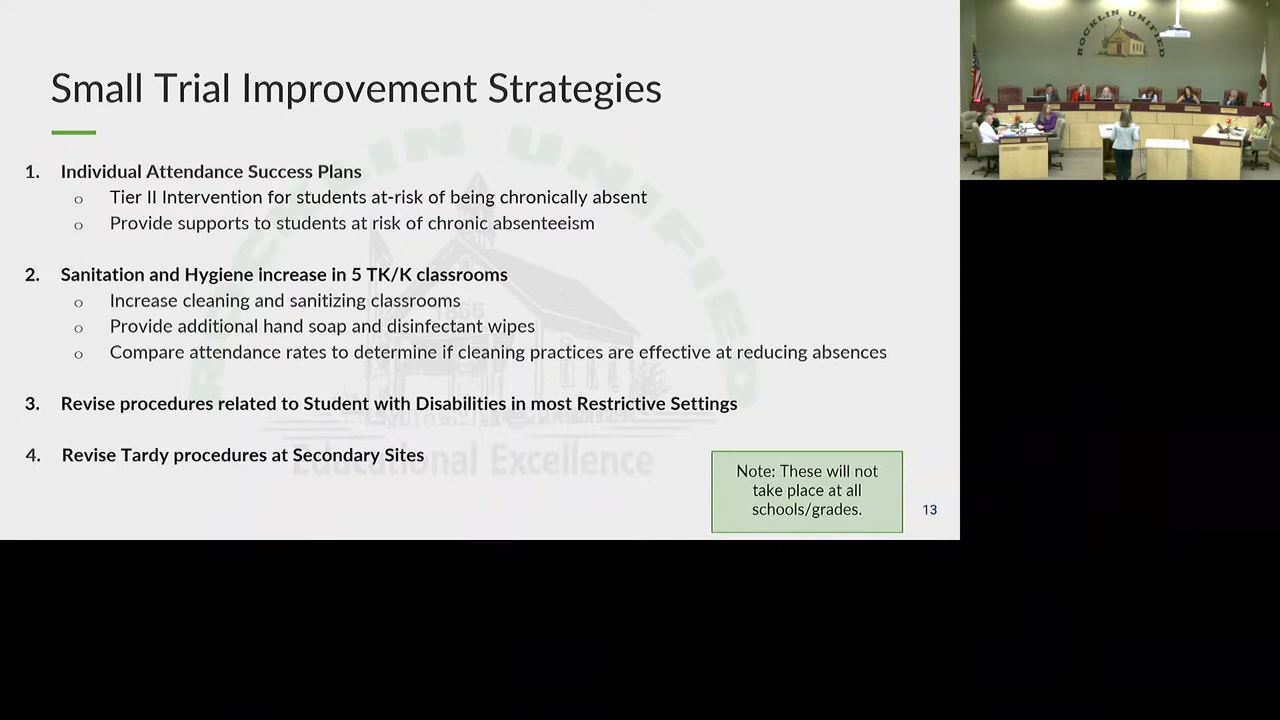 Small Trial Improvement Strategies
1. Individual Attendance Success Plans
o Tier II Intervention for students at-risk of being chronically absent
o Provide supports to students at risk of chronic absenteeism
2. Sanitation and Hygiene increase in 5 TK/K classrooms
o Increase cleaning and sanitizing classrooms
o Provide additional hand soap and disinfectant wipes
o Compare attendance rates to determine if cleaning practices are effective at reducing absences
3. Revise procedures related to Student with Disabilities in most Restrictive Settings
4. Revise Tardy procedures at Secondary Sites
Note: These will not
take place at all
schools/grades.
13
ROCKLIN UNIFIED
1866
Educational Excellence
ROCKLIN UNIFIED